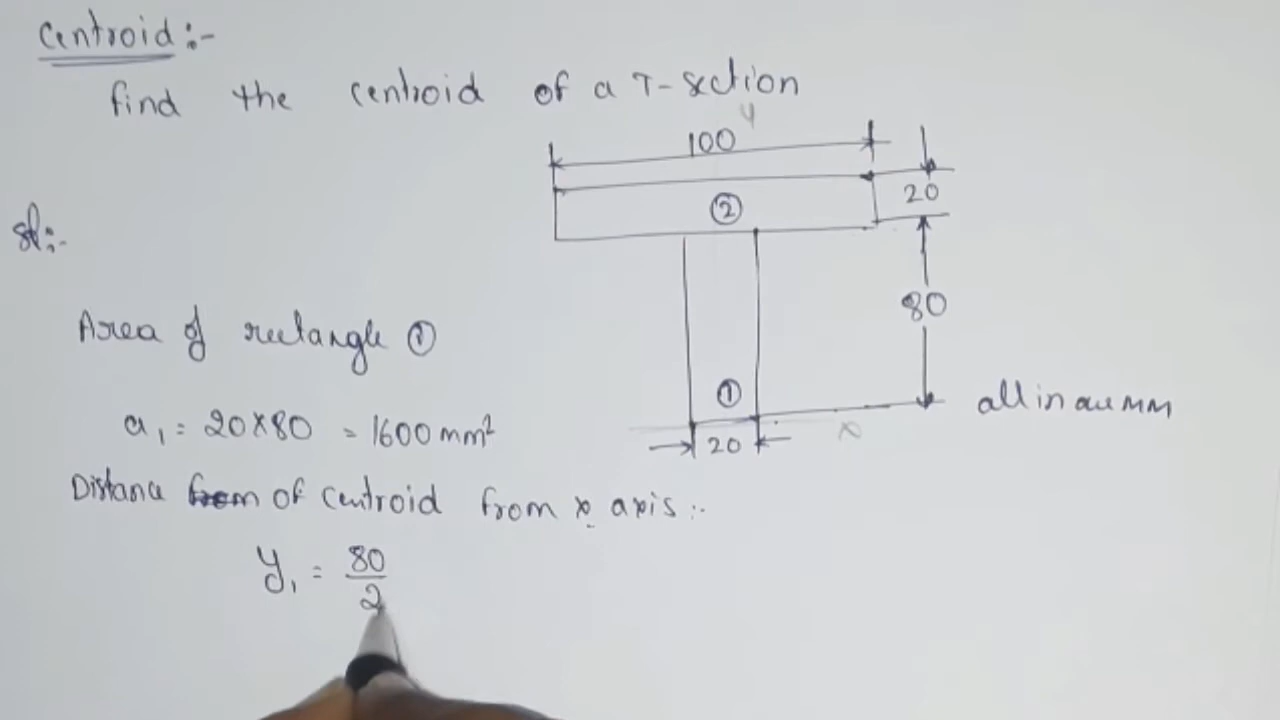 Centroid :-
Find the centroid of a T-section
y
100
20
②
80
Sol:-
Area of rectangle ①
①
all in are MM
a₁ = 20×80 = 1600 mm²
20
x
Distance from of centroid from x axis :-
y₁ = 80/2